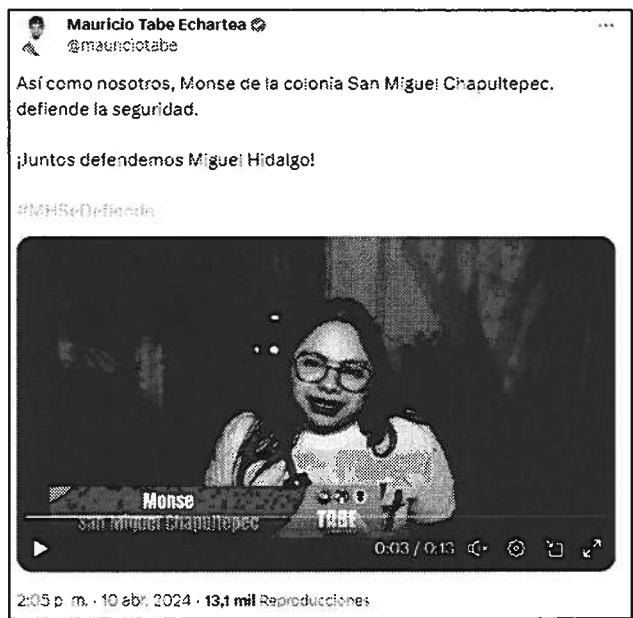 Mauricio Tabe Echartea
@mauriciotabe
Así como nosotros, Monse de la colonia San Miguel Chapultepec,
defiende la seguridad.
¡Juntos defendemos Miguel Hidalgo!
#MHSeDefiende
Monse
San Miguel Chapultepec
TABE
0:03 / 0:13
2:05 p. m. · 10 abr. 2024 · 13,1 mil Reproducciones